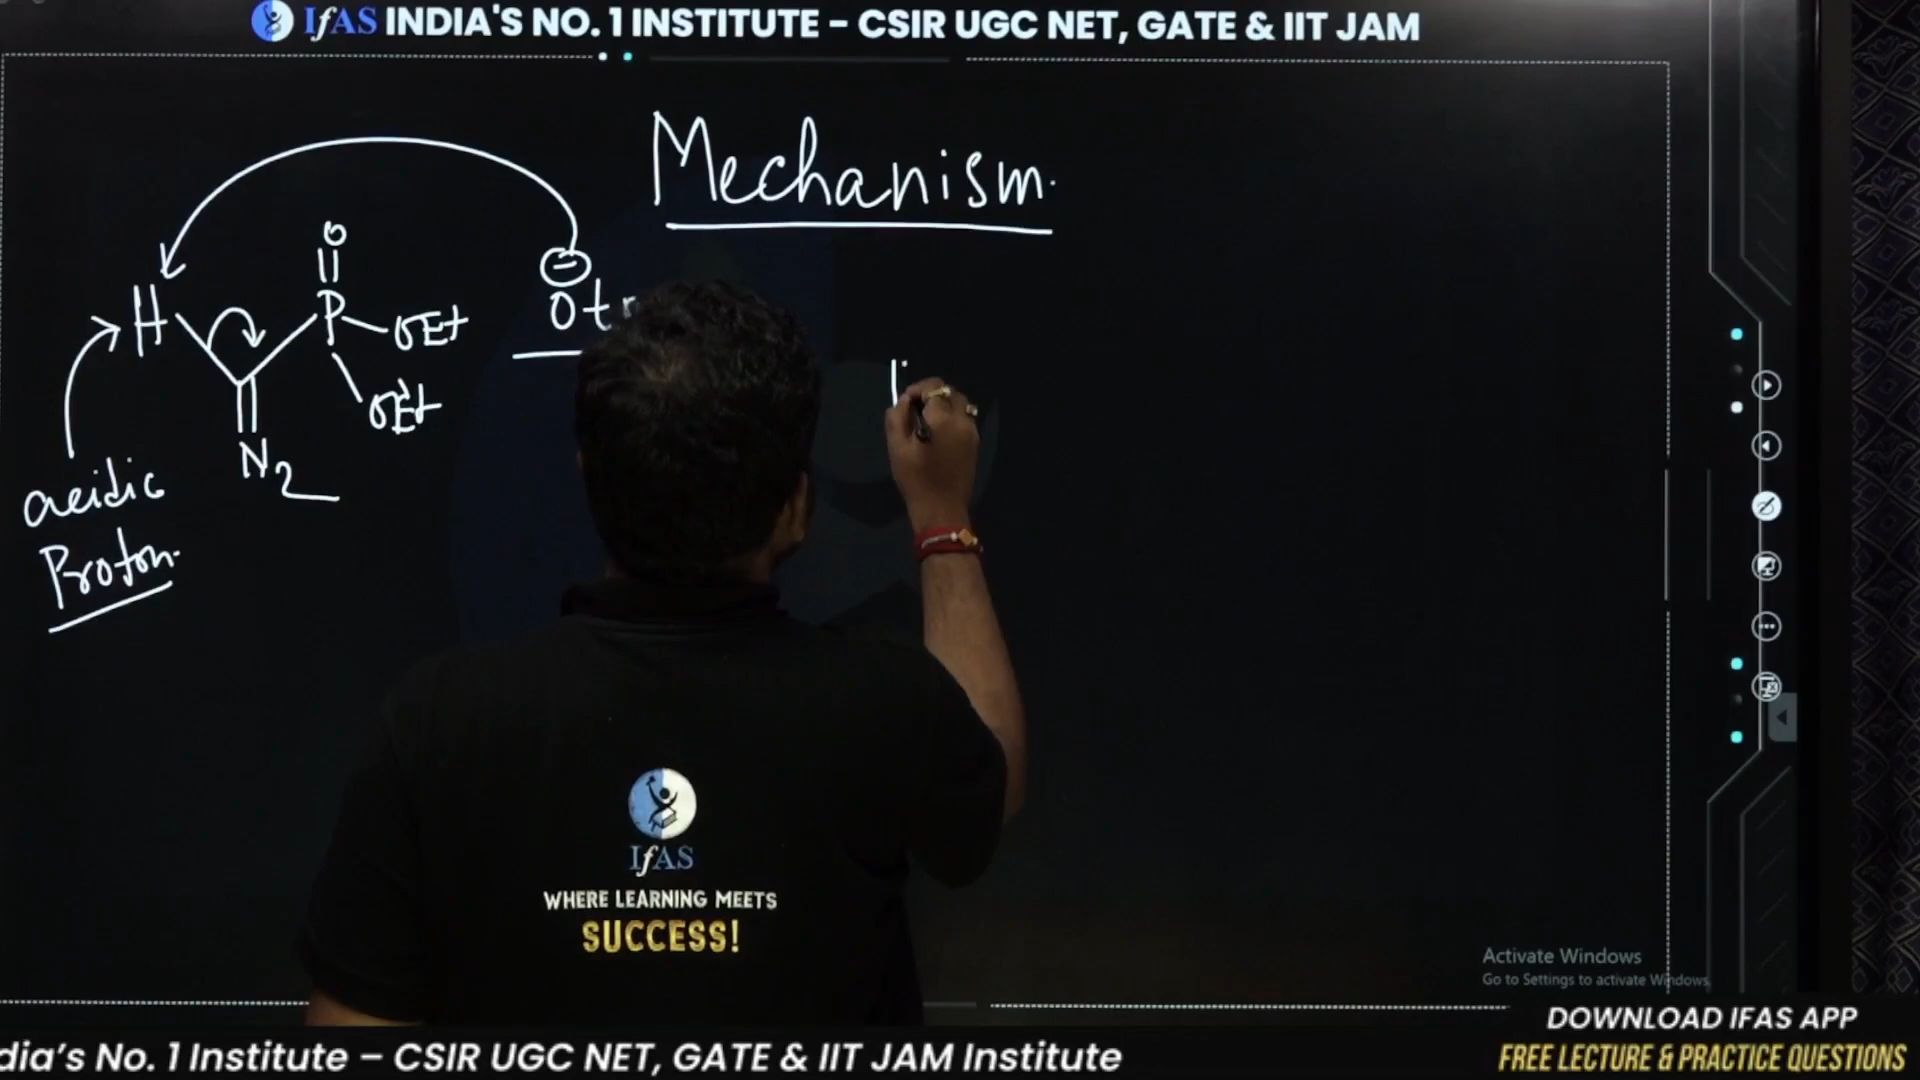 IfAS INDIA'S NO. 1 INSTITUTE – CSIR UGC NET, GATE & IIT JAM
Mechanism.
O
H
P
OEt
OEt
N2
acidic
Proton.
IfAS
WHERE LEARNING MEETS
SUCCESS!
Activate Windows
Go to Settings to activate Windows.
DOWNLOAD IFAS APP
dia's No. 1 Institute – CSIR UGC NET, GATE & IIT JAM Institute
FREE LECTURE & PRACTICE QUESTIONS